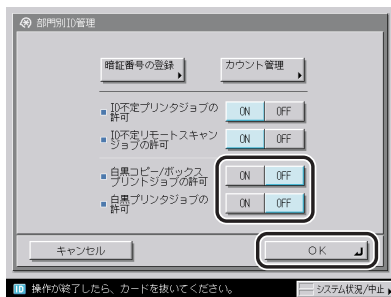 部門別ID管理
暗証番号の登録
カウント管理
ID不定プリンタジョブの
許可
ON OFF
ID不定リモートスキャン
ジョブの許可
ON OFF
白黒コピー/ボックス
プリントジョブの許可
ON OFF
白黒プリンタジョブの
許可
ON OFF
キャンセル
OK
ID 操作が終了したら、カードを抜いてください。
システム状況/中止